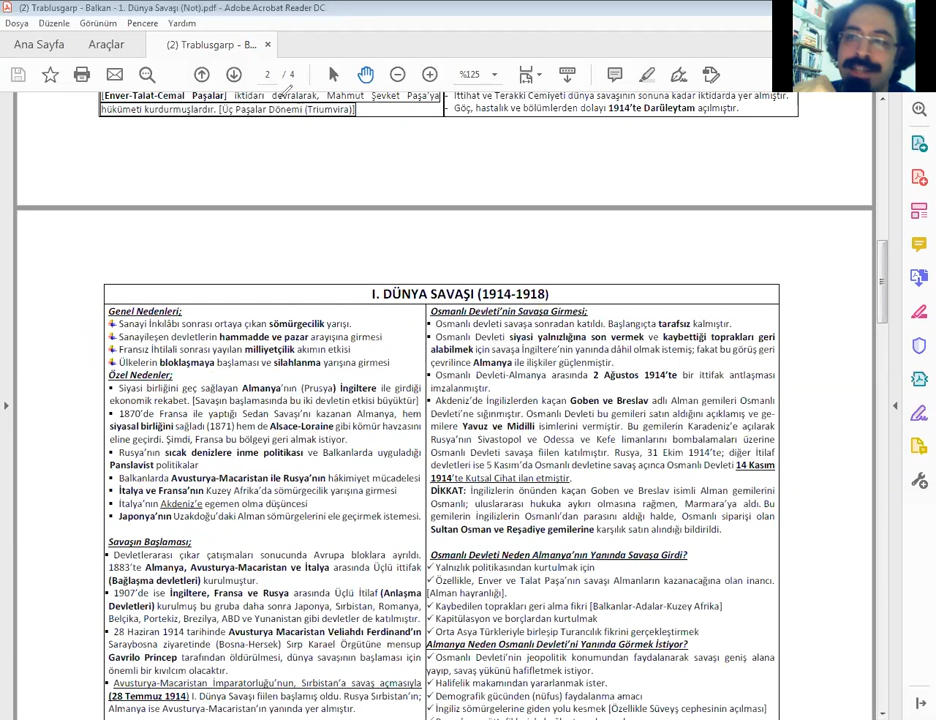 (2) Trablusgarp - Balkan - 1. Dünya Savaşı (Not).pdf - Adobe Acrobat Reader DC
Dosya Düzenle Görünüm Pencere Yardım
Ana Sayfa Araçlar (2) Trablusgarp - B... ×
2 / 4 %125
[Enver-Talat-Cemal Paşalar] iktidarı devralarak, Mahmut Şevket Paşa'ya
hükümeti kurdurmuşlardır. [Üç Paşalar Dönemi (Triumvira)]
- İttihat ve Terakki Cemiyeti dünya savaşının sonuna kadar iktidarda yer almıştır.
- Göç, hastalık ve bölümlerden dolayı 1914'te Darüleytam açılmıştır.
I. DÜNYA SAVAŞI (1914-1918)
Genel Nedenleri;
Sanayi İnkılâbı sonrası ortaya çıkan sömürgecilik yarışı.
Sanayileşen devletlerin hammadde ve pazar arayışına girmesi
Fransız İhtilali sonrası yayılan milliyetçilik akımın etkisi
Ülkelerin bloklaşmaya başlaması ve silahlanma yarışına girmesi
Özel Nedenler;
Siyasi birliğini geç sağlayan Almanya'nın (Prusya) İngiltere ile girdiği
ekonomik rekabet. [Savaşın başlamasında bu iki devletin etkisi büyüktür]
1870'de Fransa ile yaptığı Sedan Savaşı'nı kazanan Almanya, hem
siyasal birliğini sağladı (1871) hem de Alsace-Loraine gibi kömür havzasını
eline geçirdi. Şimdi, Fransa bu bölgeyi geri almak istiyor.
Rusya'nın sıcak denizlere inme politikası ve Balkanlarda uyguladığı
Panslavist politikalar
Balkanlarda Avusturya-Macaristan ile Rusya'nın hâkimiyet mücadelesi
İtalya ve Fransa'nın Kuzey Afrika'da sömürgecilik yarışına girmesi
İtalya'nın Akdeniz'e egemen olma düşüncesi
Japonya'nın Uzakdoğu'daki Alman sömürgelerini ele geçirmek istemesi.
Savaşın Başlaması;
Devletlerarası çıkar çatışmaları sonucunda Avrupa bloklara ayrıldı.
1883'te Almanya, Avusturya-Macaristan ve İtalya arasında Üçlü ittifak
(Bağlaşma devletleri) kurulmuştur.
1907'de ise İngiltere, Fransa ve Rusya arasında Üçlü İtilaf (Anlaşma
Devletleri) kurulmuş bu gruba daha sonra Japonya, Sırbistan, Romanya,
Belçika, Portekiz, Brezilya, ABD ve Yunanistan gibi devletler de katılmıştır.
28 Haziran 1914 tarihinde Avusturya Macaristan Veliahdı Ferdinand'ın
Saraybosna ziyaretinde (Bosna-Hersek) Sırp Karael Örgütüne mensup
Gavrilo Princep tarafından öldürülmesi, dünya savaşının başlaması için
önemli bir kıvılcım olacaktır.
Avusturya-Macaristan İmparatorluğu'nun, Sırbistan'a savaş açmasıyla
(28 Temmuz 1914) I. Dünya Savaşı fiilen başlamış oldu. Rusya Sırbistan'ın;
Almanya ise Avusturya-Macaristan'ın yanında yer almıştır.
Osmanlı Devleti'nin Savaşa Girmesi;
Osmanlı devleti savaşa sonradan katıldı. Başlangıçta tarafsız kalmıştır.
Osmanlı Devleti siyasi yalnızlığına son vermek ve kaybettiği toprakları geri
alabilmek için savaşa İngiltere'nin yanında dâhil olmak istemiş; fakat bu görüş geri
çevrilince Almanya ile ilişkiler güçlenmiştir.
Osmanlı Devleti-Almanya arasında 2 Ağustos 1914'te bir ittifak antlaşması
imzalanmıştır.
Akdeniz'de İngilizlerden kaçan Goben ve Breslav adlı Alman gemileri Osmanlı
Devleti'ne sığınmıştır. Osmanlı Devleti bu gemileri satın aldığını açıklamış ve ge-
milere Yavuz ve Midilli isimlerini vermiştir. Bu gemilerin Karadeniz'e açılarak
Rusya'nın Sivastopol ve Odessa ve Kefe limanlarını bombalamaları üzerine
Osmanlı Devleti savaşa fiilen katılmıştır. Rusya, 31 Ekim 1914'te; diğer İtilaf
devletleri ise 5 Kasım'da Osmanlı devletine savaş açınca Osmanlı Devleti 14 Kasım
1914'te Kutsal Cihat ilan etmiştir.
DİKKAT: İngilizlerin önünden kaçan Goben ve Breslav isimli Alman gemilerini
Osmanlı; uluslararası hukuka aykırı olmasına rağmen, Marmara'ya aldı. Bu
gemilerin İngilizlerin Osmanlı'dan parasını aldığı halde, Osmanlı siparişi olan
Sultan Osman ve Reşadiye gemilerine karşılık satın alındığı bildirildi.
Osmanlı Devleti Neden Almanya'nın Yanında Savaşa Girdi?
✓Yalnızlık politikasından kurtulmak için
✓Özellikle, Enver ve Talat Paşa'nın savaşı Almanların kazanacağına olan inancı.
[Alman hayranlığı].
✓Kaybedilen toprakları geri alma fikri [Balkanlar-Adalar-Kuzey Afrika]
✓Kapitülasyon ve borçlardan kurtulmak
✓Orta Asya Türkleriyle birleşip Turancılık fikrini gerçekleştirmek
Almanya Neden Osmanlı Devleti'ni Yanında Görmek İstiyor?
✓Osmanlı Devleti'nin jeopolitik konumundan faydalanarak savaşı geniş alana
yayıp, savaş yükünü hafifletmek istiyor.
✓Halifelik makamından yararlanmak ister.
✓Demografik gücünden (nüfus) faydalanma amacı
✓İngiliz sömürgelerine giden yolu kesmek [Özellikle Süveyş cephesinin açılması]